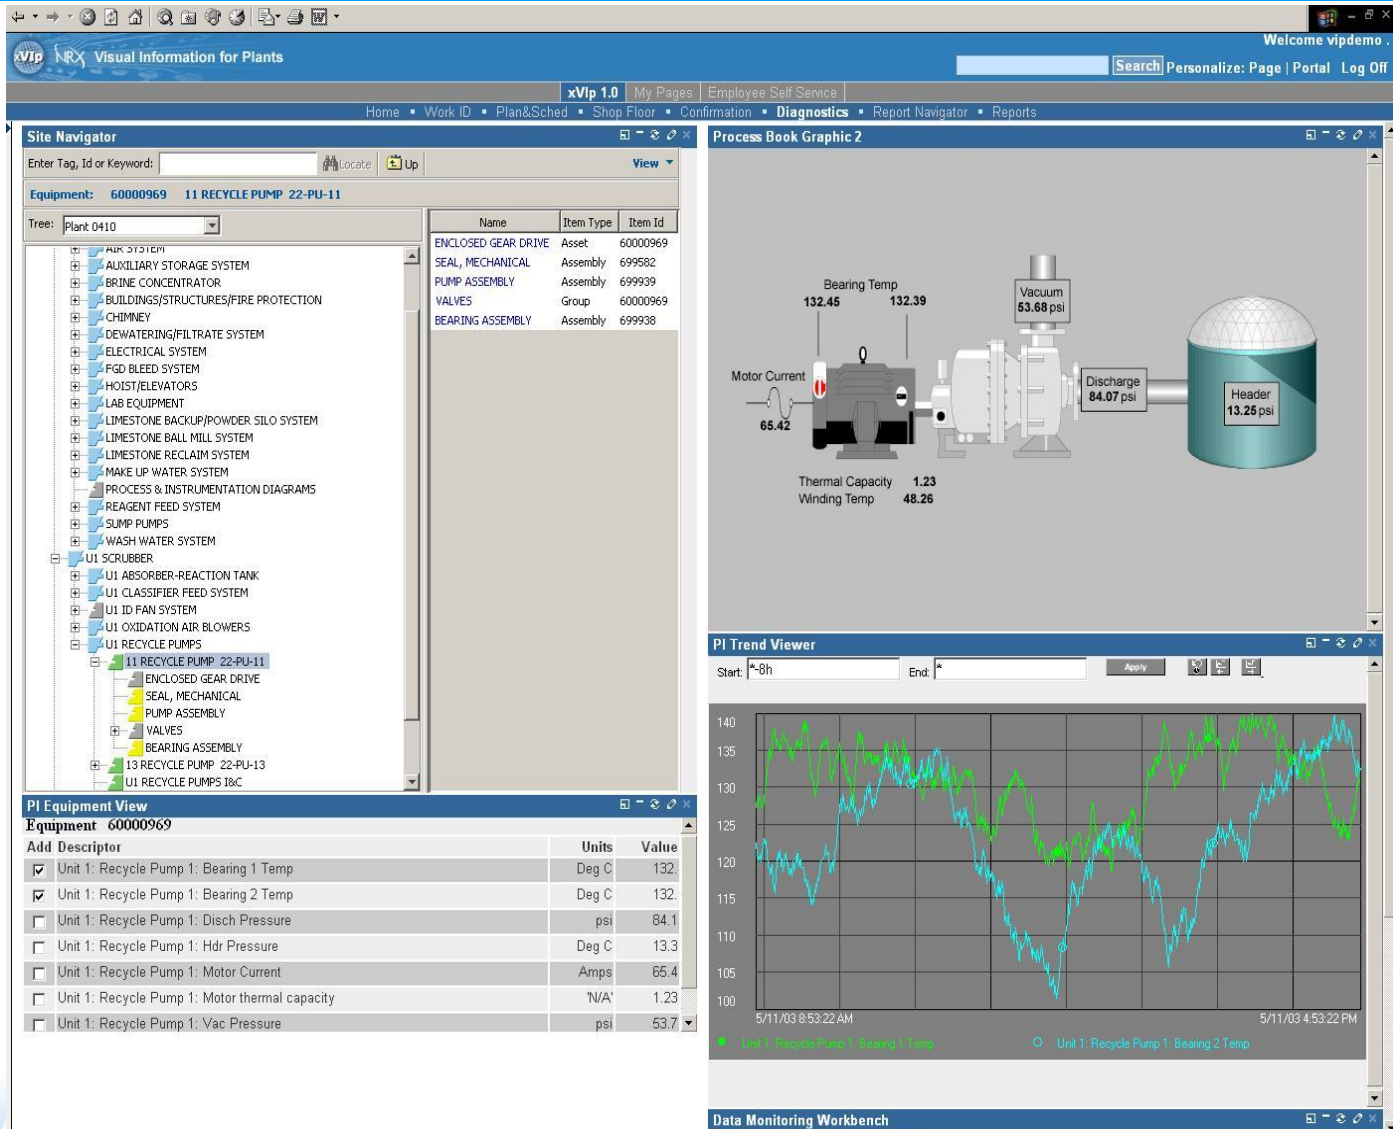 Welcome vipdemo .
xVIp NRX Visual Information for Plants
Search Personalize: Page | Portal Log Off
xVIp 1.0 My Pages Employee Self Service
Home ▪ Work ID ▪ Plan&Sched ▪ Shop Floor ▪ Confirmation ▪ Diagnostics ▪ Report Navigator ▪ Reports
Site Navigator
Enter Tag, Id or Keyword: Locate Up View
Equipment: 60000969 11 RECYCLE PUMP 22-PU-11
Tree: Plant 0410
AIR SYSTEM
AUXILIARY STORAGE SYSTEM
BRINE CONCENTRATOR
BUILDINGS/STRUCTURES/FIRE PROTECTION
CHIMNEY
DEWATERING/FILTRATE SYSTEM
ELECTRICAL SYSTEM
FGD BLEED SYSTEM
HOIST/ELEVATORS
LAB EQUIPMENT
LIMESTONE BACKUP/POWDER SILO SYSTEM
LIMESTONE BALL MILL SYSTEM
LIMESTONE RECLAIM SYSTEM
MAKE UP WATER SYSTEM
PROCESS & INSTRUMENTATION DIAGRAMS
REAGENT FEED SYSTEM
SUMP PUMPS
WASH WATER SYSTEM
U1 SCRUBBER
U1 ABSORBER-REACTION TANK
U1 CLASSIFIER FEED SYSTEM
U1 ID FAN SYSTEM
U1 OXIDATION AIR BLOWERS
U1 RECYCLE PUMPS
11 RECYCLE PUMP 22-PU-11
ENCLOSED GEAR DRIVE
SEAL, MECHANICAL
PUMP ASSEMBLY
VALVES
BEARING ASSEMBLY
13 RECYCLE PUMP 22-PU-13
U1 RECYCLE PUMPS I&C
Name Item Type Item Id
ENCLOSED GEAR DRIVE Asset 60000969
SEAL, MECHANICAL Assembly 699582
PUMP ASSEMBLY Assembly 699939
VALVES Group 60000969
BEARING ASSEMBLY Assembly 699938
PI Equipment View
Equipment 60000969
Add Descriptor Units Value
Unit 1: Recycle Pump 1: Bearing 1 Temp Deg C 132.
Unit 1: Recycle Pump 1: Bearing 2 Temp Deg C 132.
Unit 1: Recycle Pump 1: Disch Pressure psi 84.1
Unit 1: Recycle Pump 1: Hdr Pressure Deg C 13.3
Unit 1: Recycle Pump 1: Motor Current Amps 65.4
Unit 1: Recycle Pump 1: Motor thermal capacity 'N/A' 1.23
Unit 1: Recycle Pump 1: Vac Pressure psi 53.7
Process Book Graphic 2
Bearing Temp
132.45 132.39
Vacuum
53.68 psi
Motor Current
65.42
Discharge
84.07 psi
Header
13.25 psi
Thermal Capacity 1.23
Winding Temp 48.26
PI Trend Viewer
Start: *-8h End: * Apply
140
135
130
125
120
115
110
105
100
5/11/03 8:53:22 AM 5/11/03 4:53:22 PM
Unit 1: Recycle Pump 1: Bearing 1 Temp Unit 1: Recycle Pump 1: Bearing 2 Temp
Data Monitoring Workbench